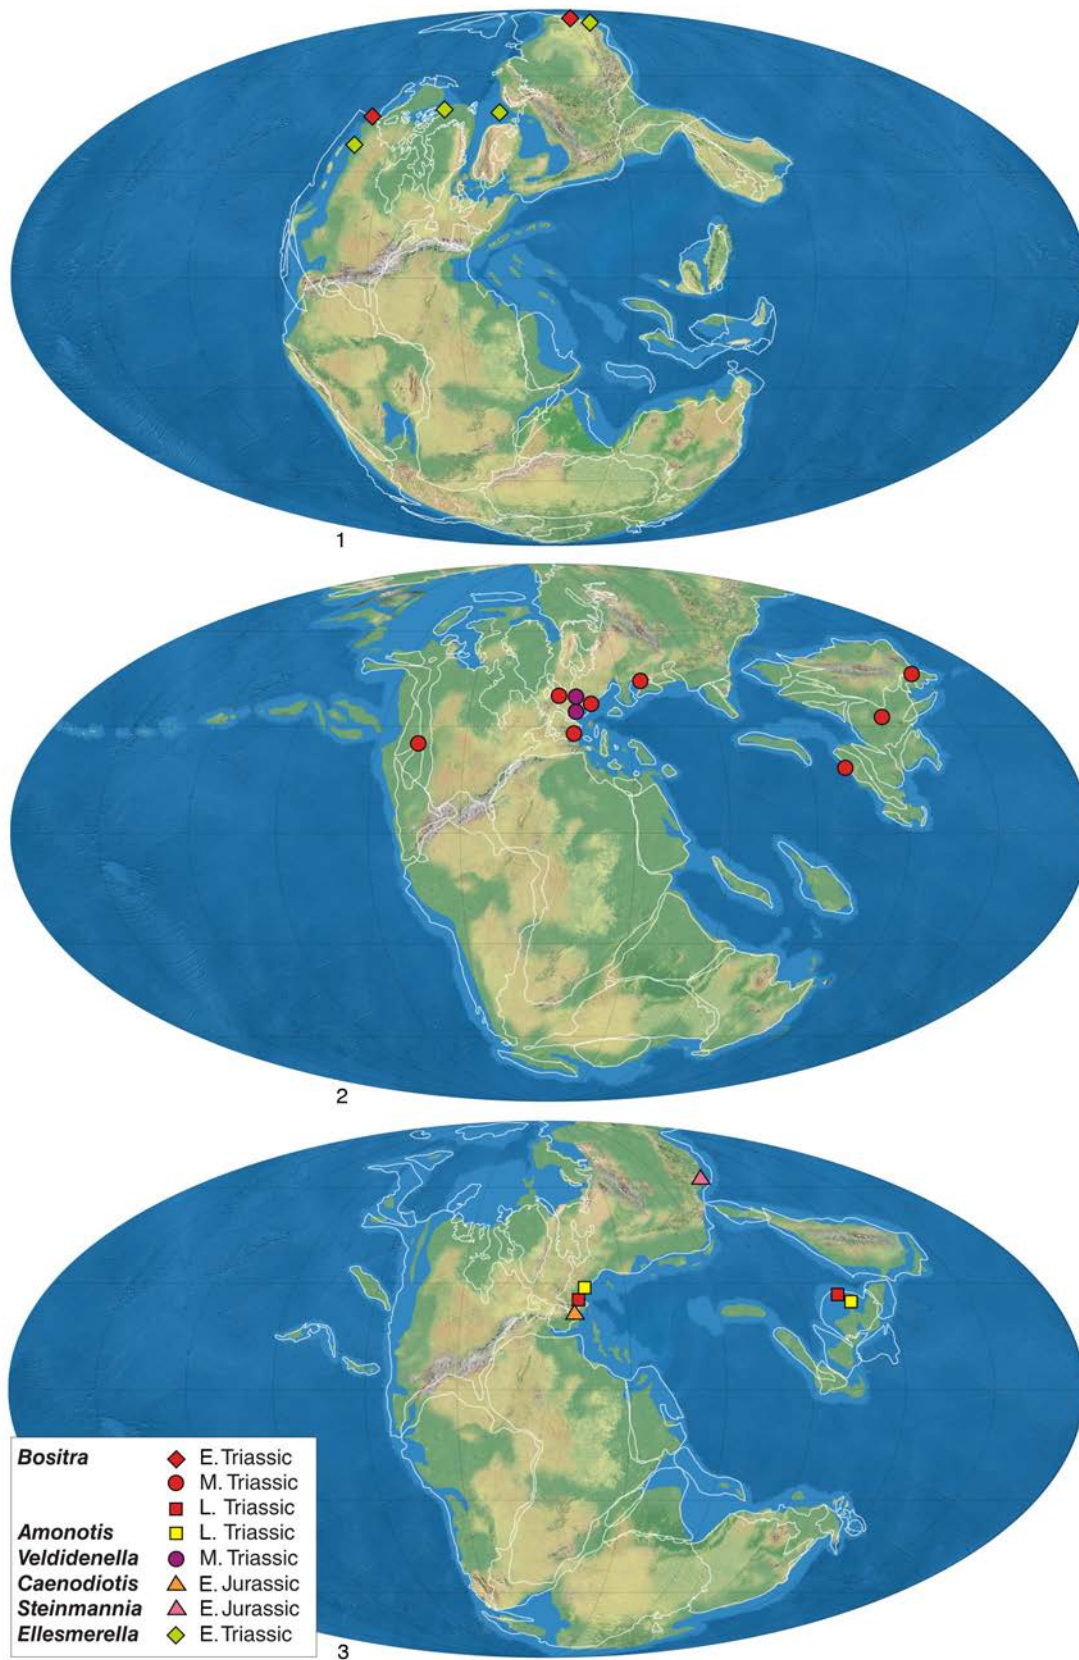 1
2
Bositra E. Triassic
M. Triassic
L. Triassic
Amonotis L. Triassic
Veldidenella M. Triassic
Caenodiotis E. Jurassic
Steinmannia E. Jurassic
Ellesmerella E. Triassic
3